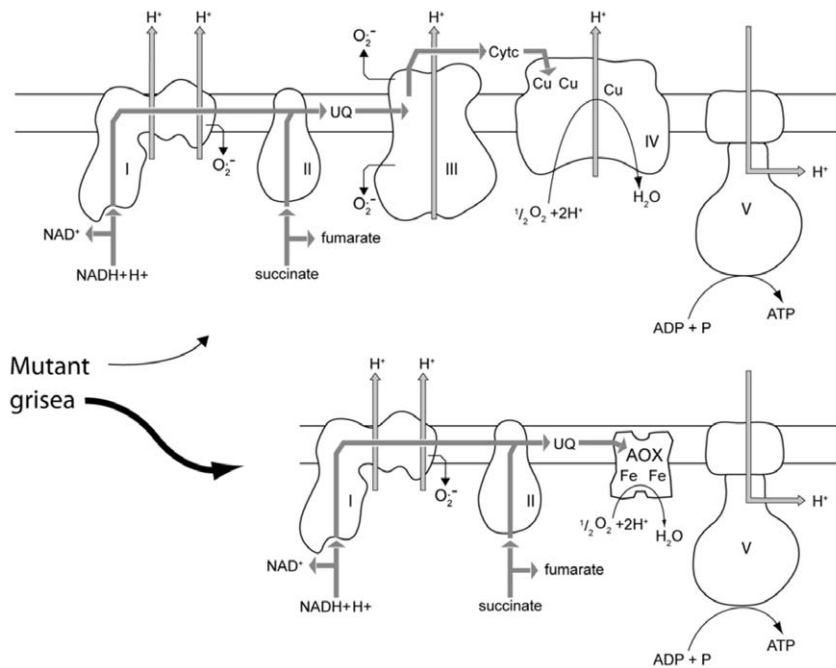 H⁺ H⁺ H⁺ H⁺
O₂˙⁻ Cytc
Cu Cu Cu
UQ
I II III IV
O₂˙⁻ O₂˙⁻ H⁺
½O₂ +2H⁺ H₂O V
NAD⁺ fumarate
NADH+H+ succinate
ATP
ADP + P
Mutant
grisea
H⁺ H⁺
UQ AOX
Fe Fe
I O₂˙⁻ II H⁺
½O₂ +2H⁺ H₂O
V
NAD⁺ fumarate
NADH+H+ succinate
ATP
ADP + P